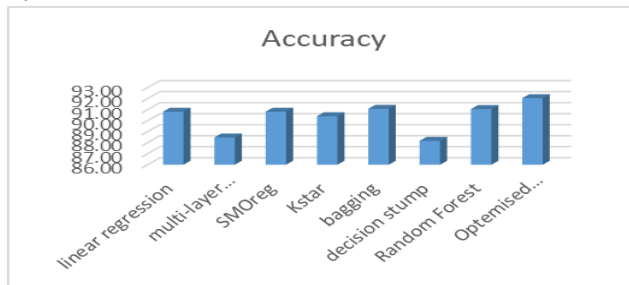 Accuracy
93.00
92.00
91.00
90.00
89.00
88.00
87.00
86.00
linear regression
multi-layer...
SMOreg
Kstar
bagging
decision stump
Random Forest
Optemised...